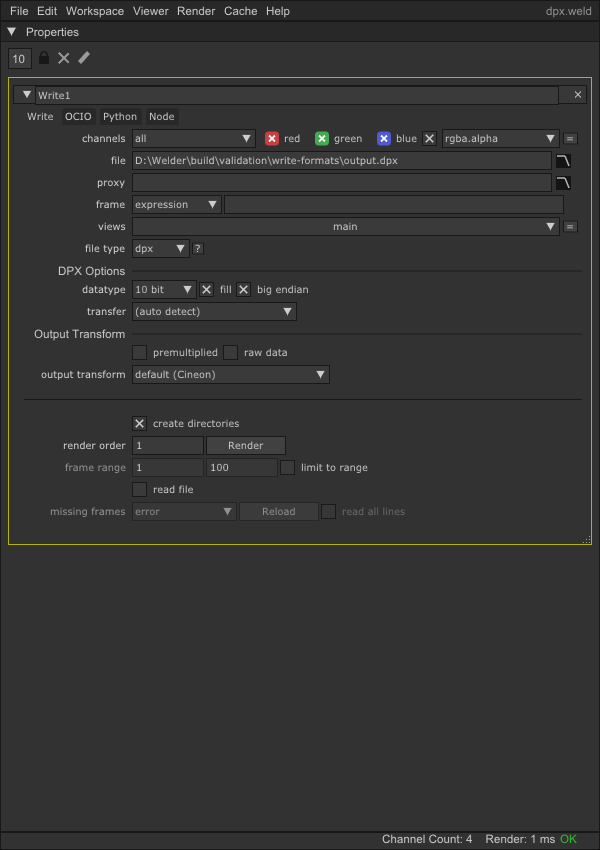 File Edit Workspace Viewer Render Cache Help dpx.weld
Properties
10
Write1
Write OCIO Python Node
channels all red green blue rgba.alpha =
file D:\Welder\build\validation\write-formats\output.dpx
proxy
frame expression
views main =
file type dpx ?
DPX Options
datatype 10 bit fill big endian
transfer (auto detect)
Output Transform
premultiplied raw data
output transform default (Cineon)
create directories
render order 1 Render
frame range 1 100 limit to range
read file
missing frames error Reload read all lines
Channel Count: 4 Render: 1 ms OK